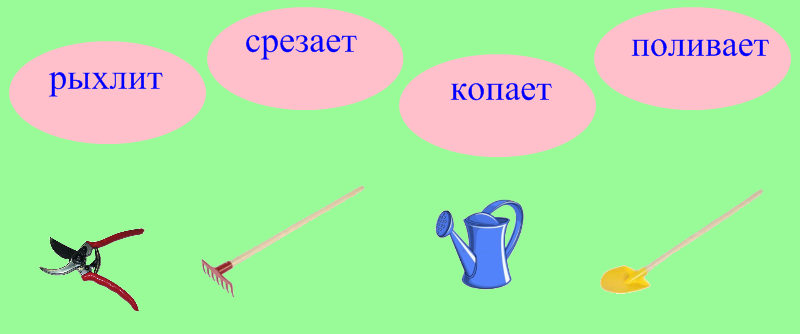 рыхлит
срезает
копает
поливает